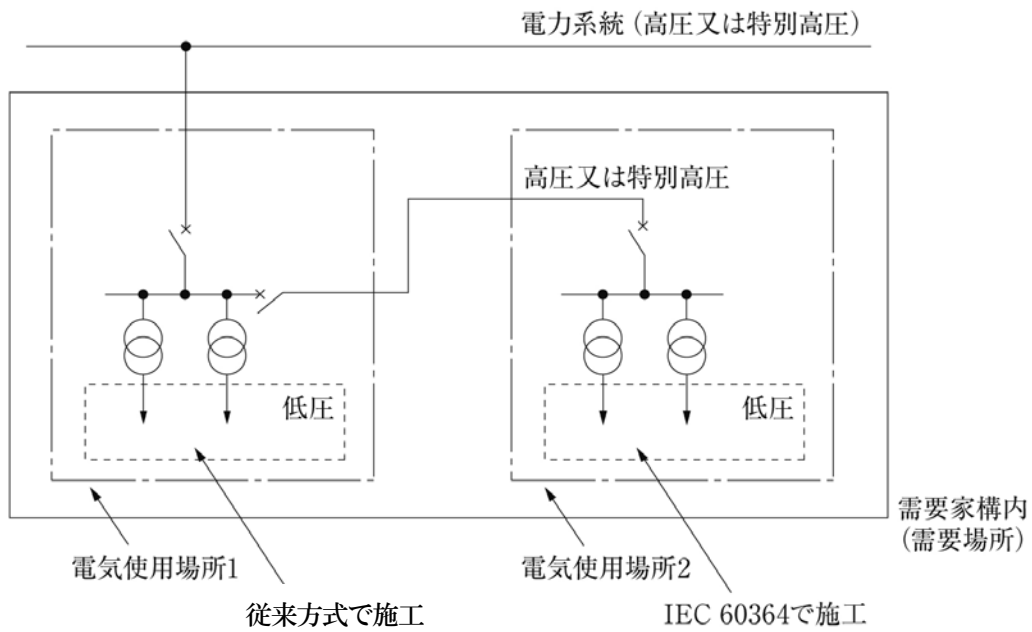 電力系統（高圧又は特別高圧）
高圧又は特別高圧
低圧
低圧
需要家構内
（需要場所）
電気使用場所1
電気使用場所2
従来方式で施工
IEC 60364で施工